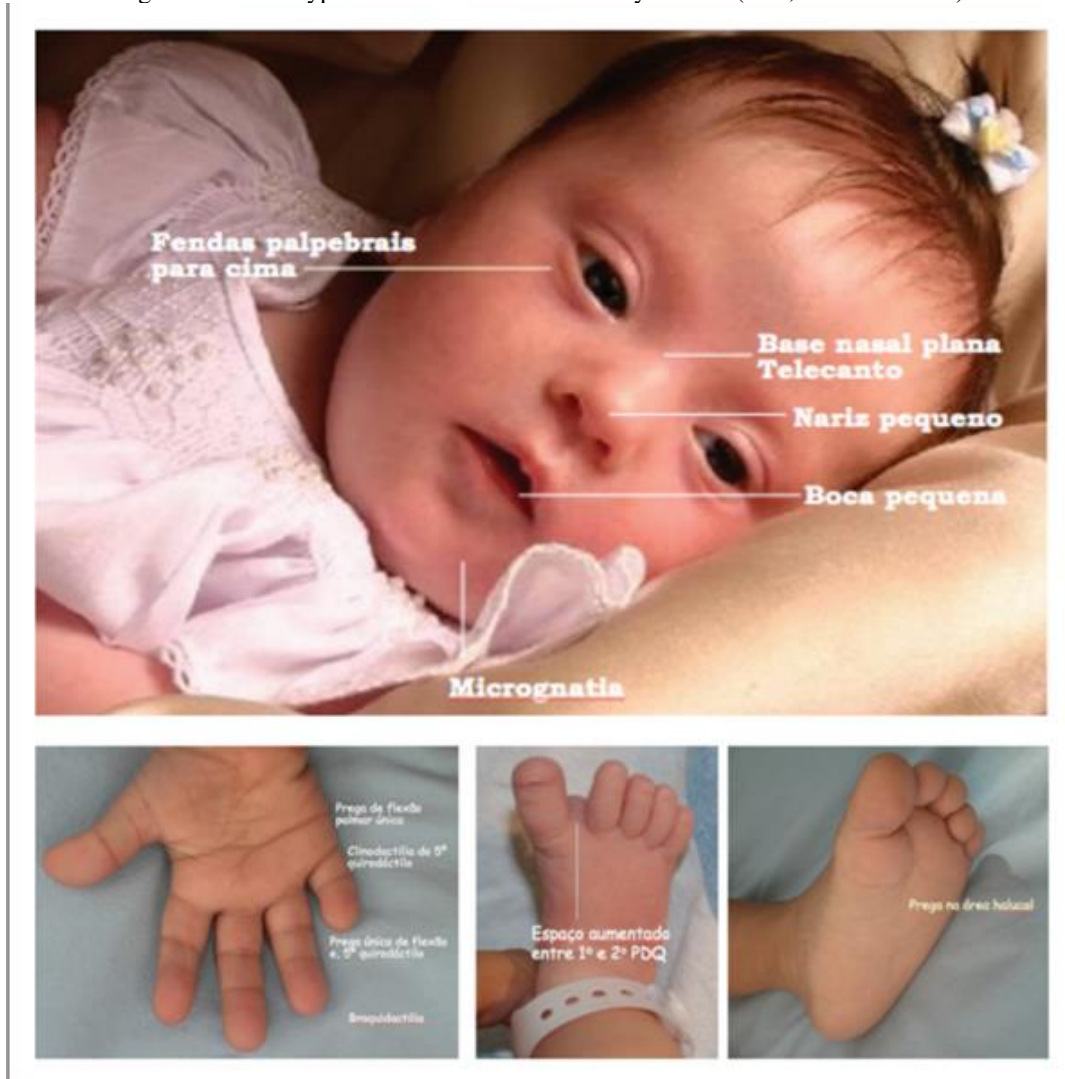 Fendas palpebrais
para cima
Base nasal plana
Telecanto
Nariz pequeno
Boca pequena
Micrognatia
Prega de flexão
palmar única
Clinodactilia de 5º
quirodáctilo
Prega única de flexão
e, 5º quirodáctilo
Braquidactilia
Espaço aumentado
entre 1º e 2º PDQ
Prega na área halucal